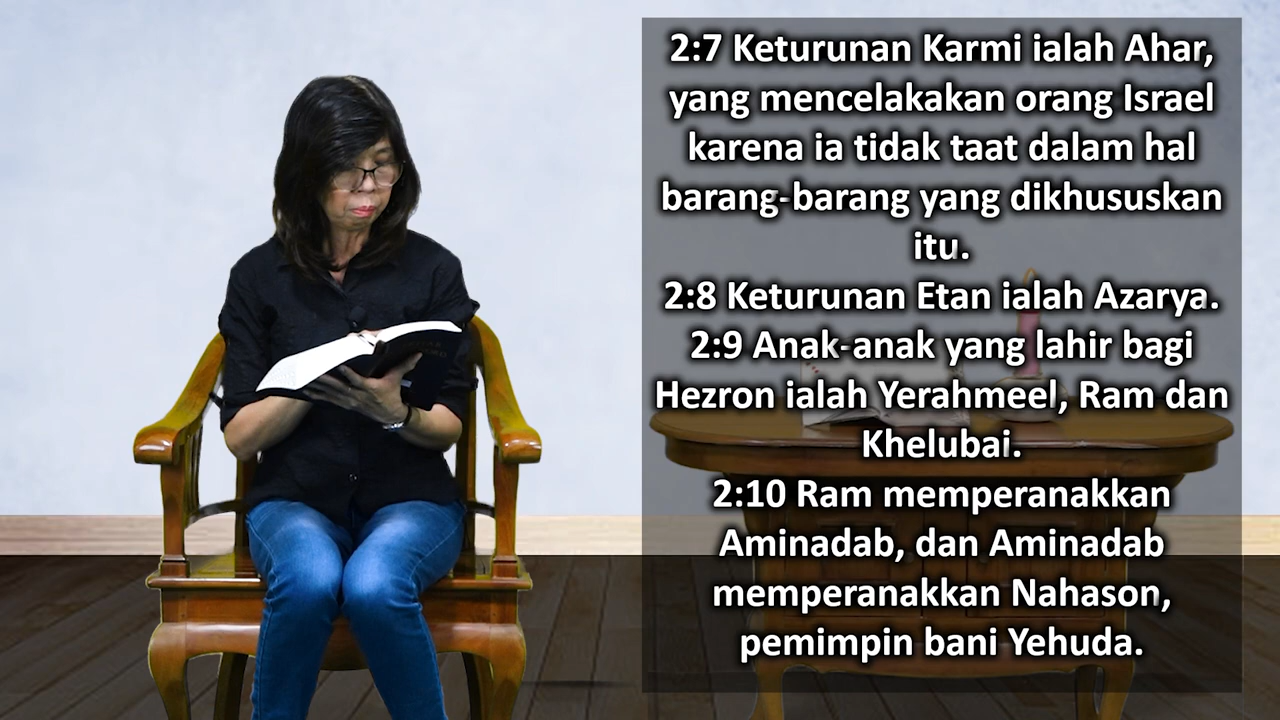 2:7 Keturunan Karmi ialah Ahar,
yang mencelakakan orang Israel
karena ia tidak taat dalam hal
barang-barang yang dikhususkan
itu.
2:8 Keturunan Etan ialah Azarya.
2:9 Anak-anak yang lahir bagi
Hezron ialah Yerahmeel, Ram dan
Khelubai.
2:10 Ram memperanakkan
Aminadab, dan Aminadab
memperanakkan Nahason,
pemimpin bani Yehuda.